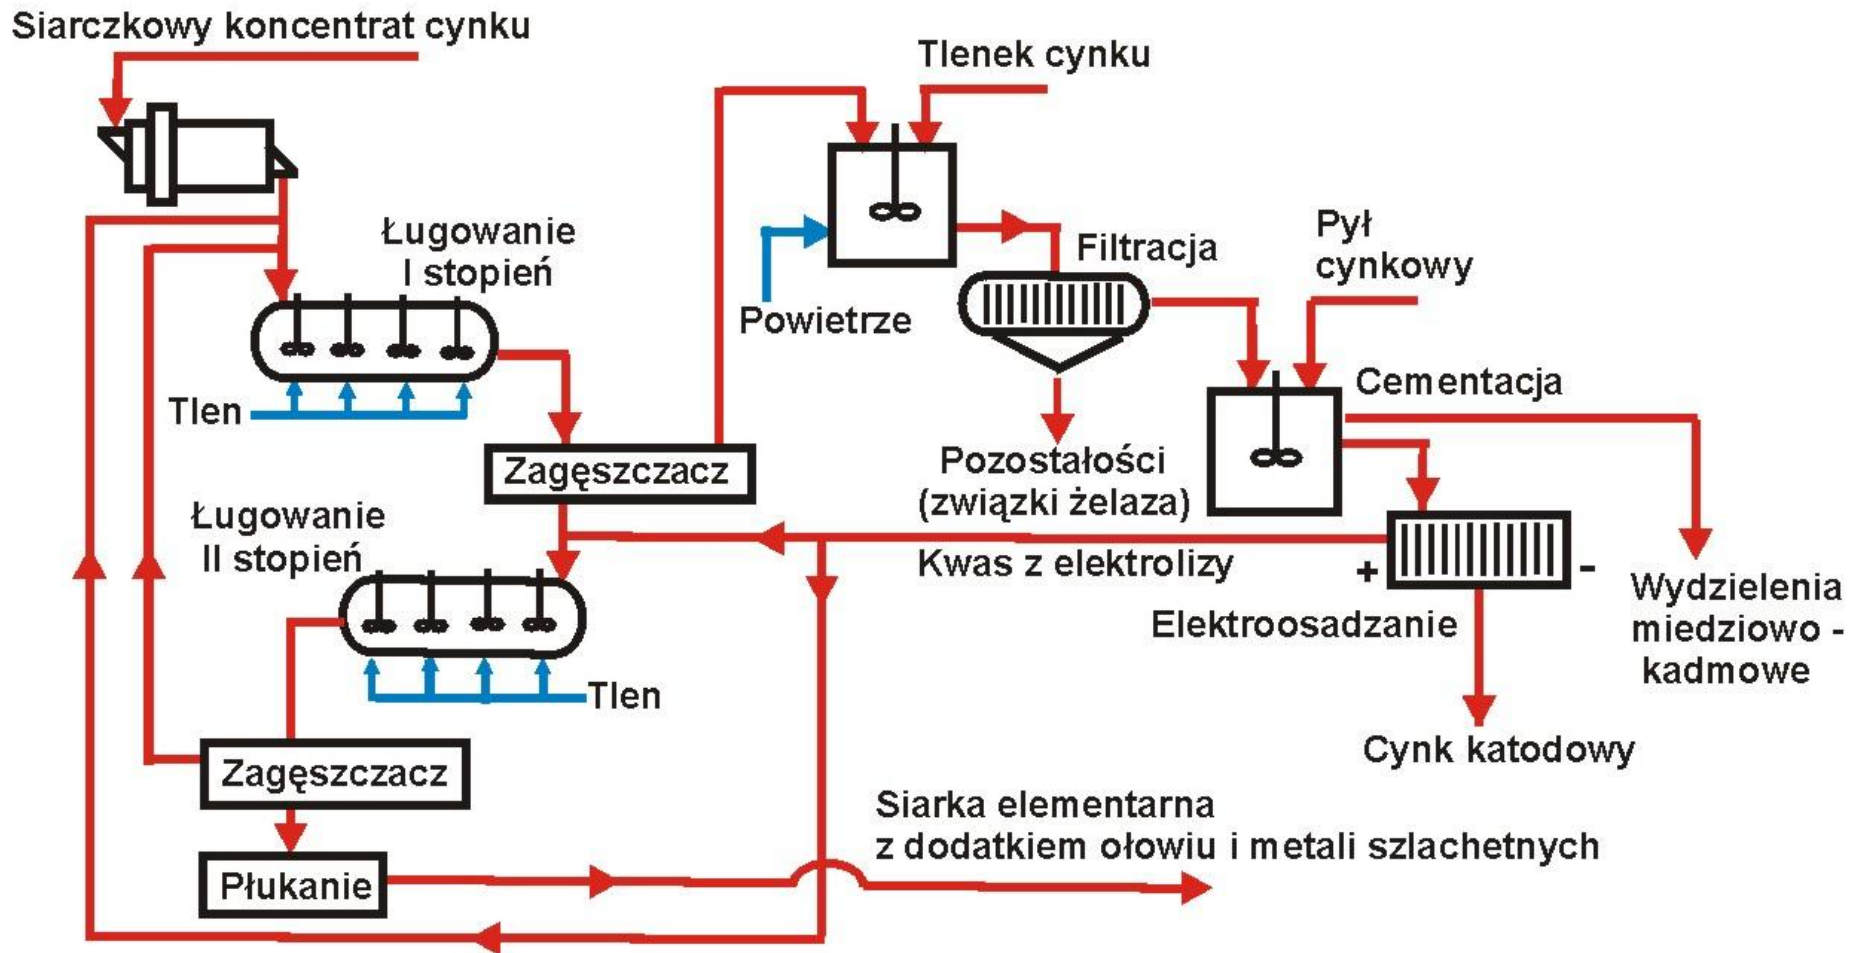 Siarczkowy koncentrat cynku
Tlenek cynku
Ługowanie
I stopień
Tlen
Powietrze
Filtracja
Pył
cynkowy
Cementacja
Zagęszczacz
Pozostałości
(związki żelaza)
Ługowanie
II stopień
Kwas z elektrolizy
+
-
Elektroosadzanie
Wydzielenia
miedziowo -
kadmowe
Tlen
Cynk katodowy
Zagęszczacz
Siarka elementarna
z dodatkiem ołowiu i metali szlachetnych
Płukanie